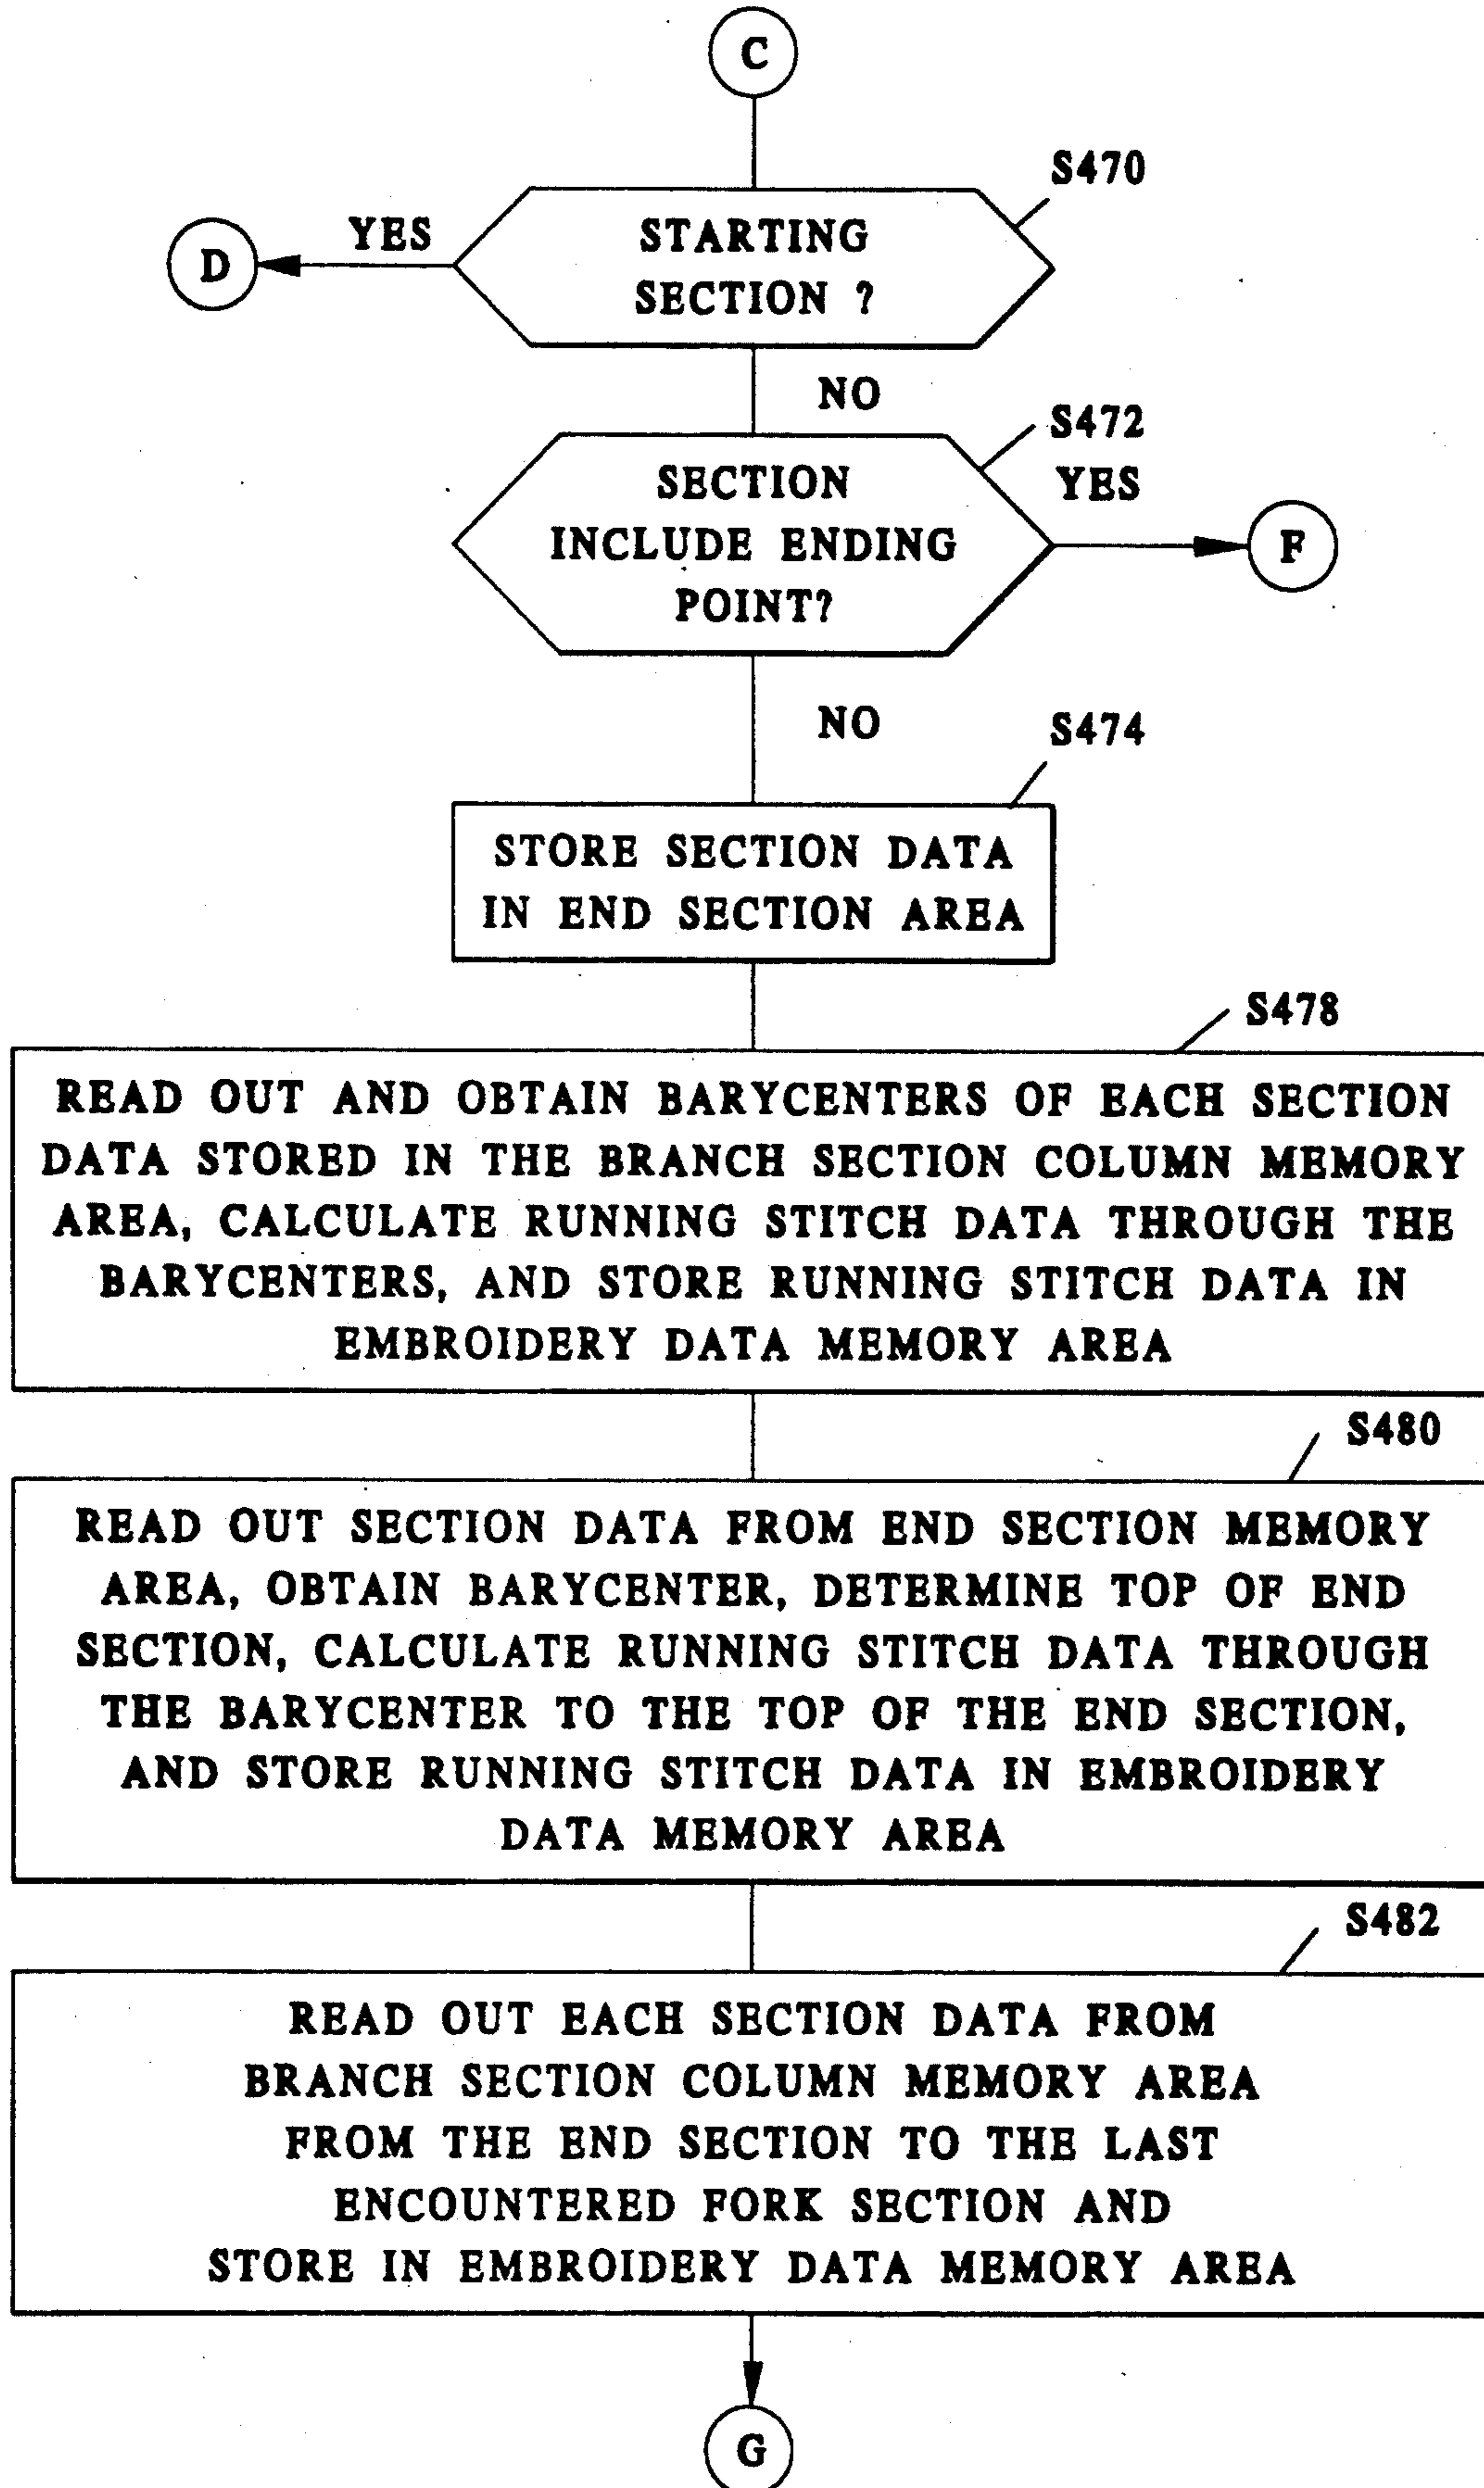 C
S470
D
YES
STARTING
SECTION ?
NO
S472
SECTION
YES
INCLUDE ENDING
F
POINT?
NO
S474
STORE SECTION DATA
IN END SECTION AREA
S478
READ OUT AND OBTAIN BARYCENTERS OF EACH SECTION
DATA STORED IN THE BRANCH SECTION COLUMN MEMORY
AREA, CALCULATE RUNNING STITCH DATA THROUGH THE
BARYCENTERS, AND STORE RUNNING STITCH DATA IN
EMBROIDERY DATA MEMORY AREA
S480
READ OUT SECTION DATA FROM END SECTION MEMORY
AREA, OBTAIN BARYCENTER, DETERMINE TOP OF END
SECTION, CALCULATE RUNNING STITCH DATA THROUGH
THE BARYCENTER TO THE TOP OF THE END SECTION,
AND STORE RUNNING STITCH DATA IN EMBROIDERY
DATA MEMORY AREA
S482
READ OUT EACH SECTION DATA FROM
BRANCH SECTION COLUMN MEMORY AREA
FROM THE END SECTION TO THE LAST
ENCOUNTERED FORK SECTION AND
STORE IN EMBROIDERY DATA MEMORY AREA
G